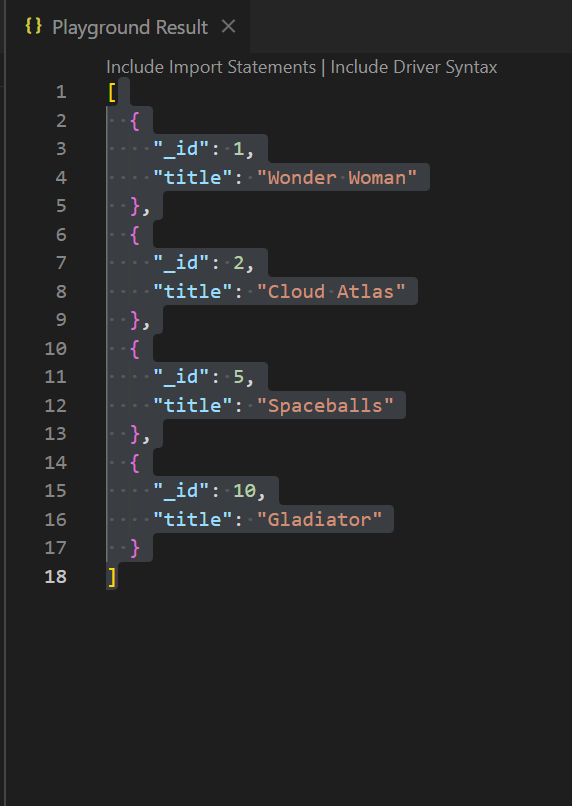 {} Playground Result ×
Include Import Statements | Include Driver Syntax
1 [
2   {
3     "_id": 1,
4     "title": "Wonder Woman"
5   },
6   {
7     "_id": 2,
8     "title": "Cloud Atlas"
9   },
10   {
11     "_id": 5,
12     "title": "Spaceballs"
13   },
14   {
15     "_id": 10,
16     "title": "Gladiator"
17   }
18 ]